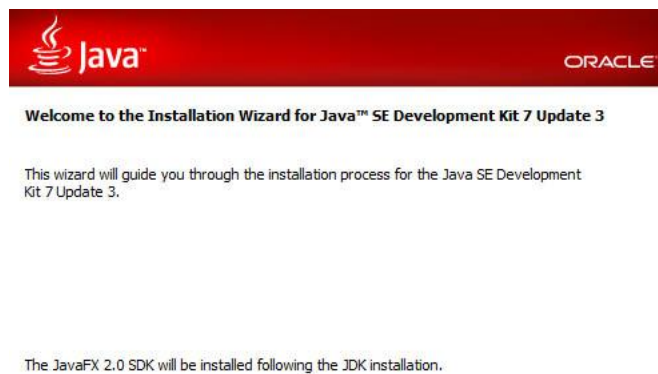 Java™
ORACLE
Welcome to the Installation Wizard for Java™ SE Development Kit 7 Update 3
This wizard will guide you through the installation process for the Java SE Development
Kit 7 Update 3.
The JavaFX 2.0 SDK will be installed following the JDK installation.